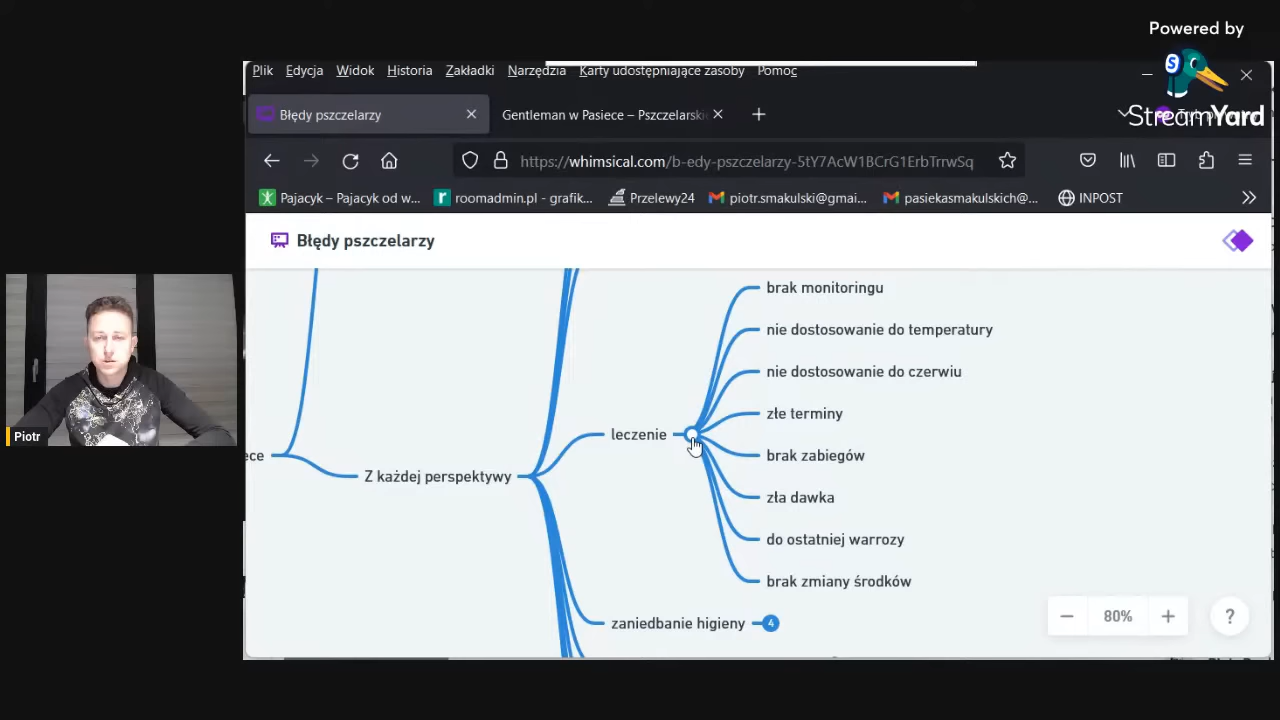 Powered by
StreamYard
Plik Edycja Widok Historia Zakładki Narzędzia Karty udostępniające zasoby Pomoc
Błędy pszczelarzy
Gentleman w Pasiece – Pszczelarski
https://whimsical.com/b-edy-pszczelarzy-5tY7AcW1BCrG1ErbTrrwSq
Pajacyk – Pajacyk od w... roomadmin.pl - grafik... Przelewy24 piotr.smakulski@gmai... pasiekasmakulskich@... INPOST
Błędy pszczelarzy
brak monitoringu
nie dostosowanie do temperatury
nie dostosowanie do czerwiu
złe terminy
leczenie
brak zabiegów
Z każdej perspektywy
zła dawka
do ostatniej warrozy
brak zmiany środków
zaniedbanie higieny 4
80%
?
Piotr